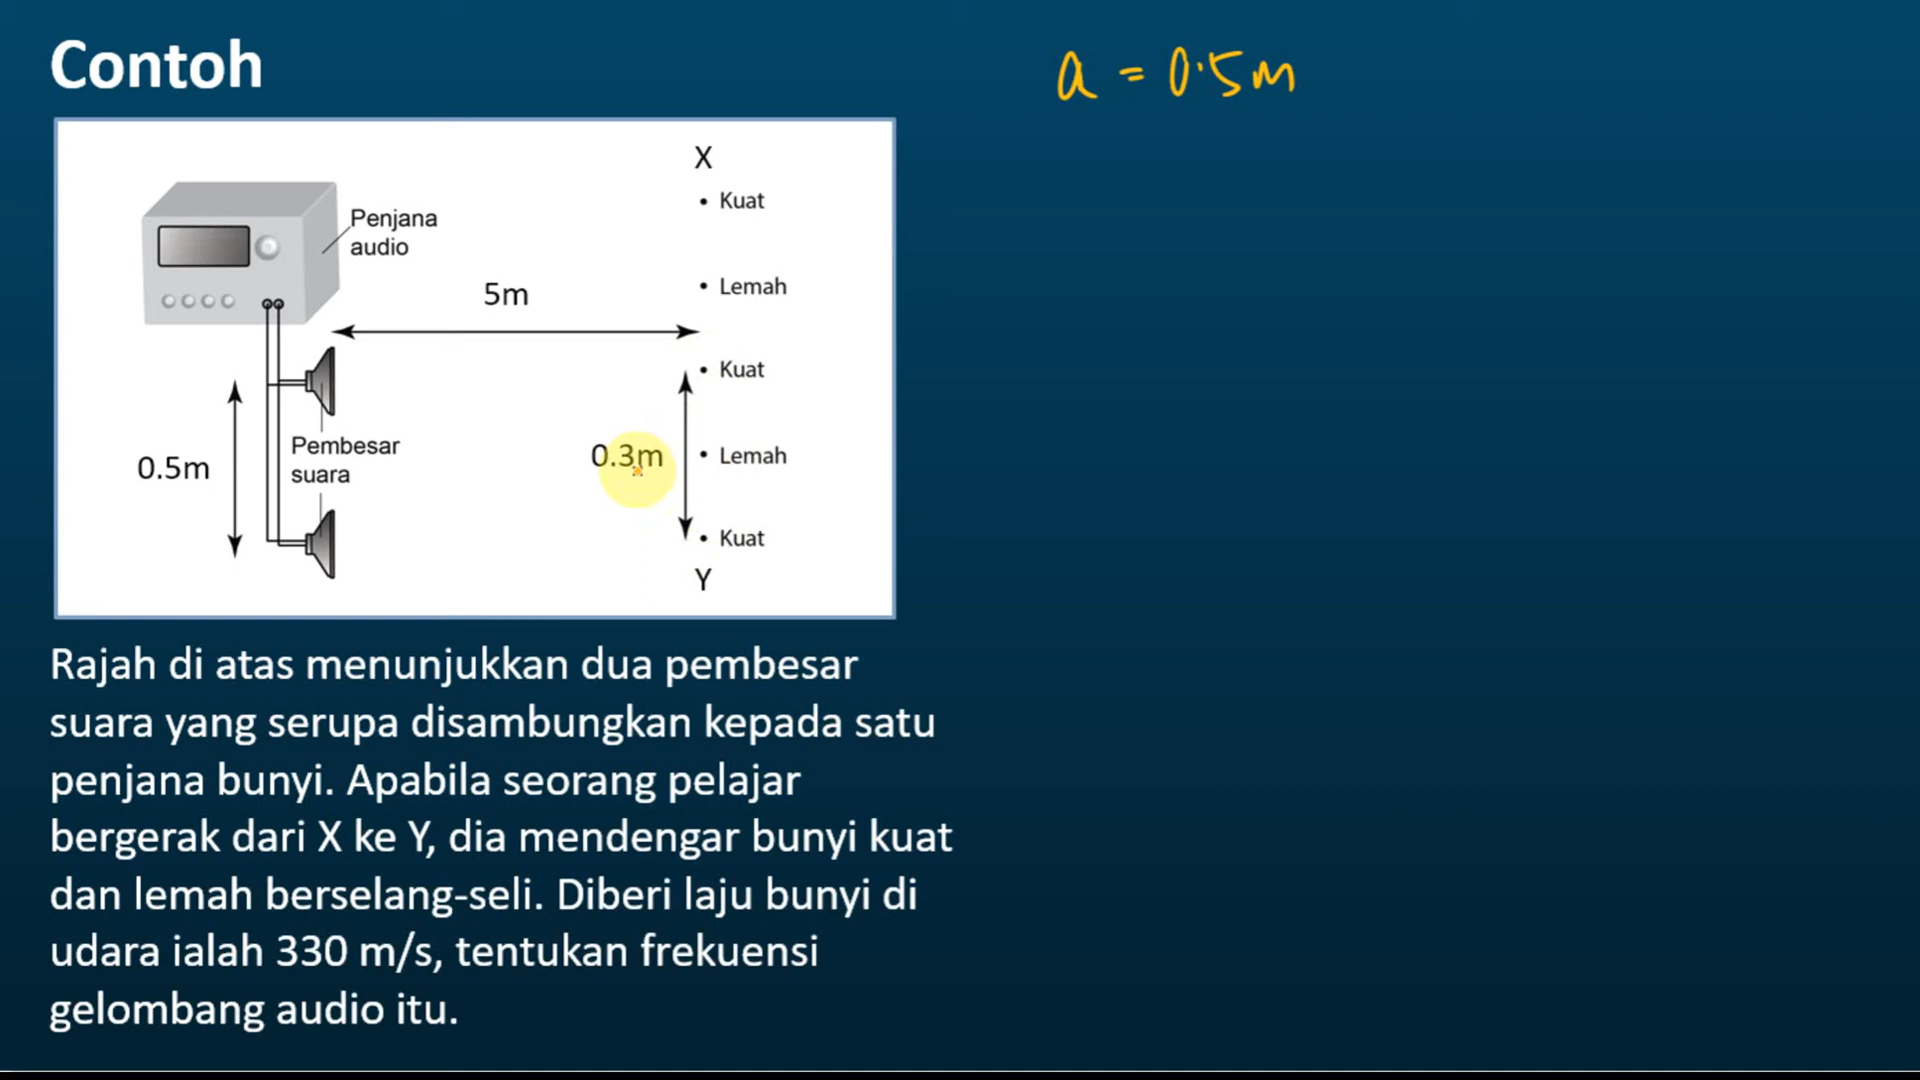 Contoh
a = 0.5m
X
Kuat
Penjana
audio
Lemah
5m
Kuat
Pembesar
suara
0.5m
0.3m
Lemah
Kuat
Y
Rajah di atas menunjukkan dua pembesar
suara yang serupa disambungkan kepada satu
penjana bunyi. Apabila seorang pelajar
bergerak dari X ke Y, dia mendengar bunyi kuat
dan lemah berselang-seli. Diberi laju bunyi di
udara ialah 330 m/s, tentukan frekuensi
gelombang audio itu.